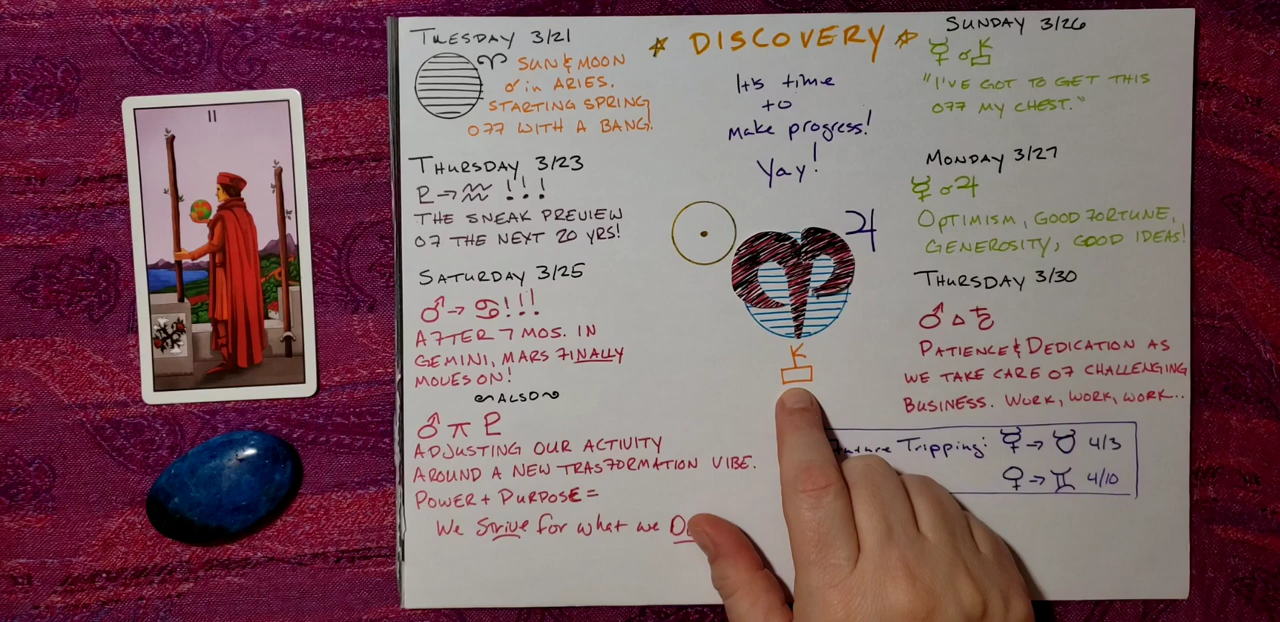 II
TUESDAY 3/21
♈ SUN & MOON
☌ in ARIES.
STARTING SPRING
OFF WITH A BANG!
THURSDAY 3/23
♇→♒!!!
THE SNEAK PREVIEW
OF THE NEXT 20 YRS!
SATURDAY 3/25
♂→♋!!!
AFTER 7 MOS. IN
GEMINI, MARS FINALLY
MOVES ON!
ALSO
♂ π ♇
ADJUSTING OUR ACTIVITY
AROUND A NEW TRASFORMATION VIBE.
POWER + PURPOSE =
We Strive for what we
☆ DISCOVERY ☆
It's time
to
make progress!
Yay!
♃
SUNDAY 3/26
☿ ☌ ⚷
"I'VE GOT TO GET THIS
OFF MY CHEST."
MONDAY 3/27
☿ ☌ ♃
OPTIMISM, GOOD FORTUNE,
GENEROSITY, GOOD IDEAS!
THURSDAY 3/30
♂ △ ♄
PATIENCE & DEDICATION AS
WE TAKE CARE OF CHALLENGING
BUSINESS. WORK, WORK, WORK..
Tripping: ☿→♉ 4/3
♀→♊ 4/10